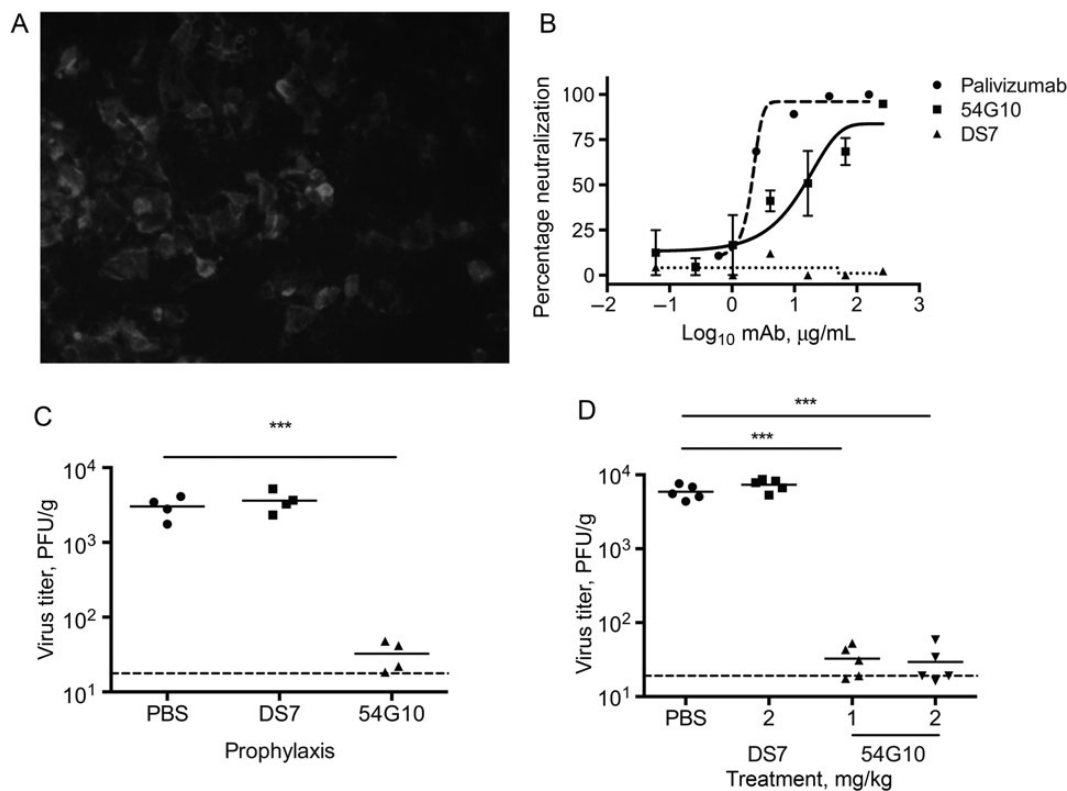 A
B
Percentage neutralization
100
75
50
25
0
−2
−1
0
1
2
3
Log10 mAb, μg/mL
Palivizumab
54G10
DS7
C
***
Virus titer, PFU/g
10^4
10^3
10^2
10^1
PBS DS7 54G10
Prophylaxis
D
***
***
Virus titer, PFU/g
10^4
10^3
10^2
10^1
PBS 2 1 2
DS7 54G10
Treatment, mg/kg